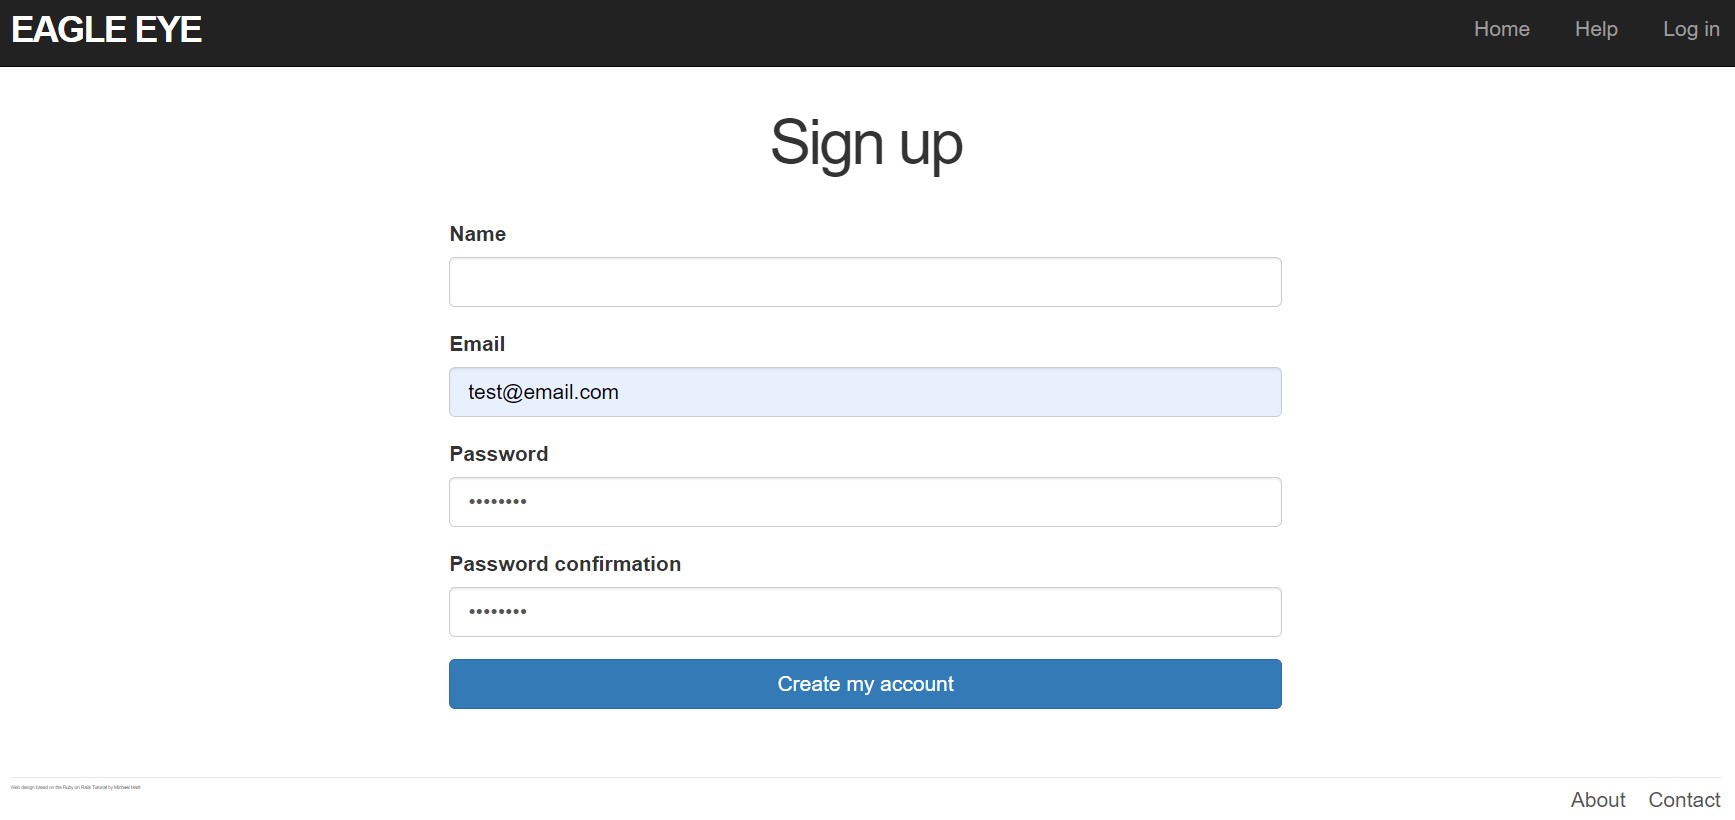 EAGLE EYE
Home Help Log in
Sign up
Name
Email
test@email.com
Password
••••••••
Password confirmation
••••••••
Create my account
Web design based on the Ruby on Rails Tutorial by Michael Hartl
About Contact